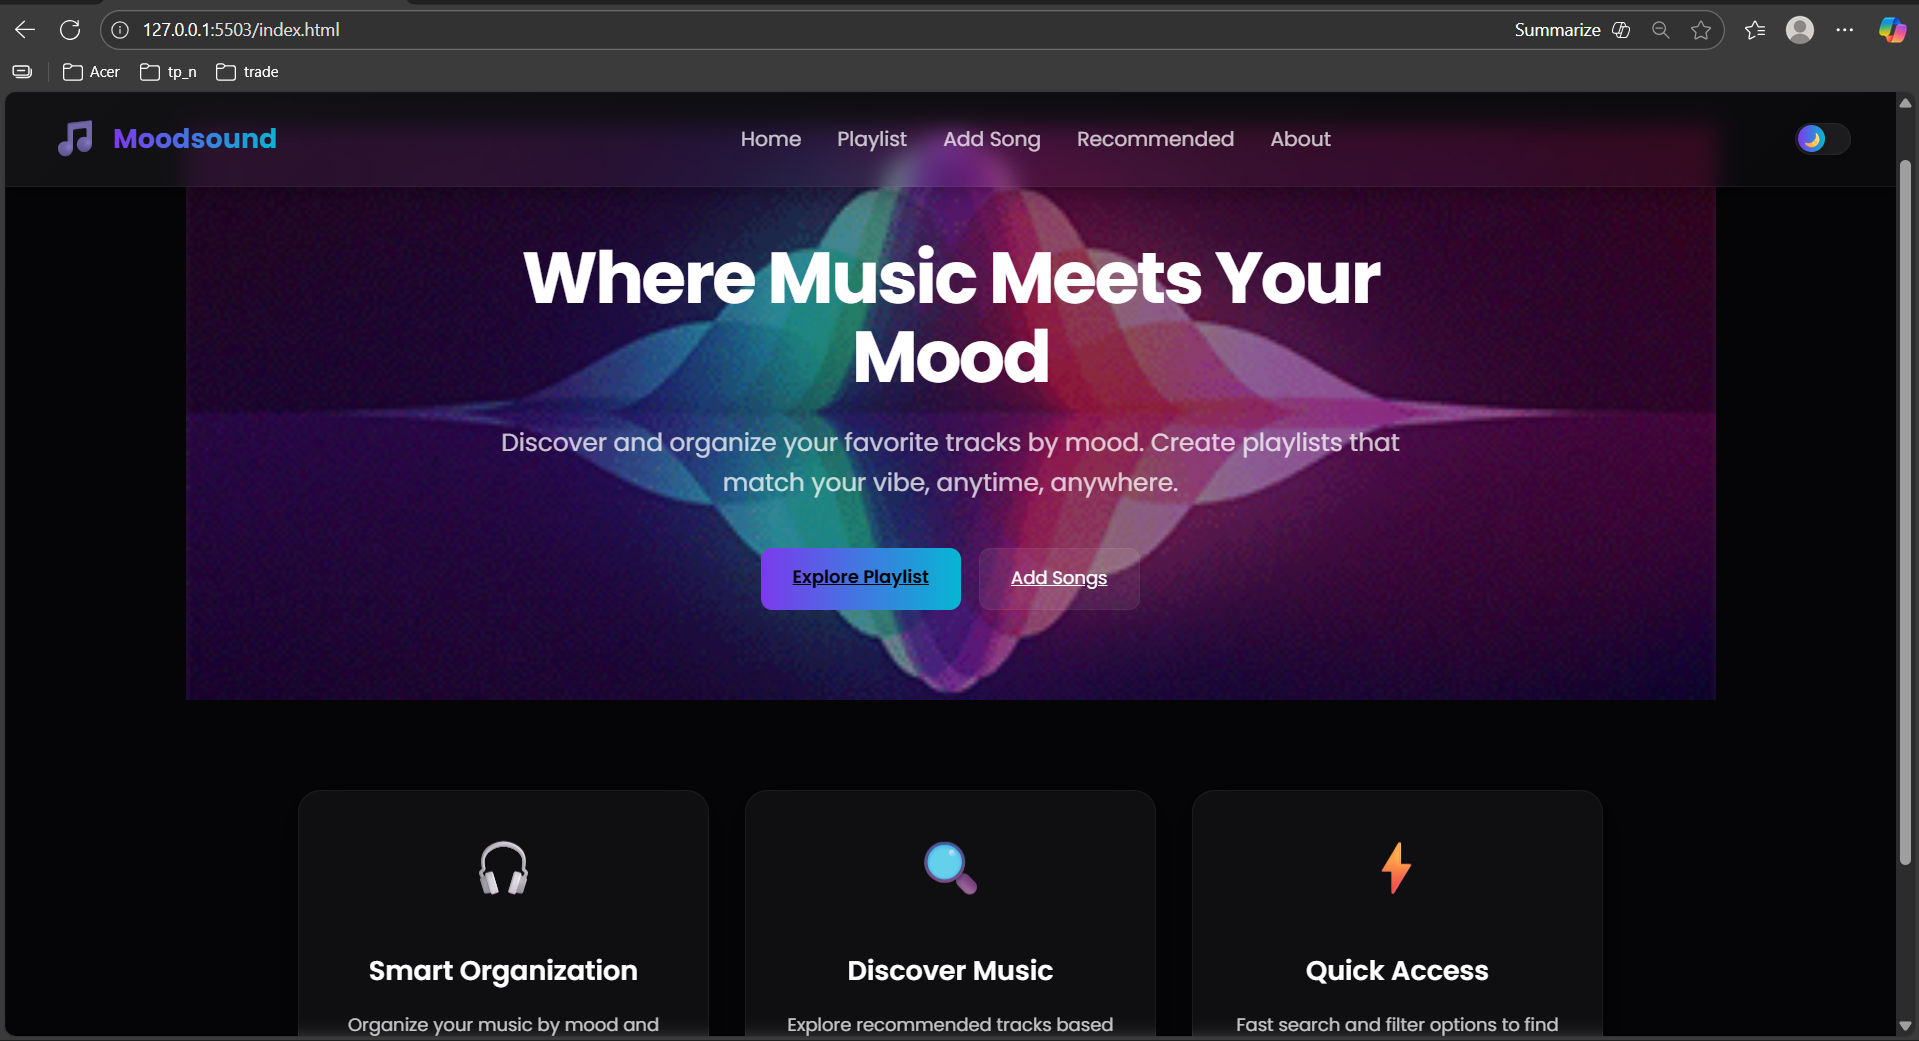 127.0.0.1:5503/index.html
Summarize
Acer
tp_n
trade
Moodsound
Home
Playlist
Add Song
Recommended
About
Where Music Meets Your
Mood
Discover and organize your favorite tracks by mood. Create playlists that
match your vibe, anytime, anywhere.
Explore Playlist
Add Songs
Smart Organization
Discover Music
Quick Access
Organize your music by mood and
Explore recommended tracks based
Fast search and filter options to find